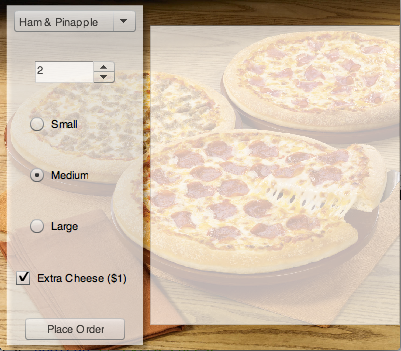 Ham & Pinapple
2
Small
Medium
Large
Extra Cheese ($1)
Place Order